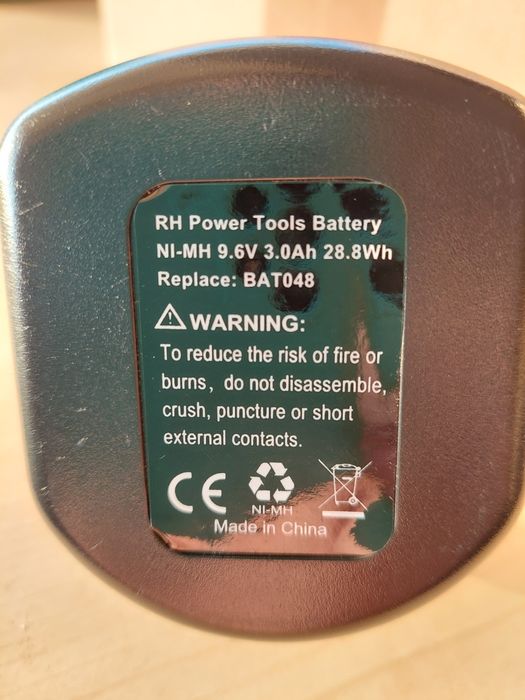 RH Power Tools Battery
NI-MH 9.6V 3.0Ah 28.8Wh
Replace: BAT048
WARNING:
To reduce the risk of fire or
burns, do not disassemble,
crush, puncture or short
external contacts.
CE
NI-MH
Made in China